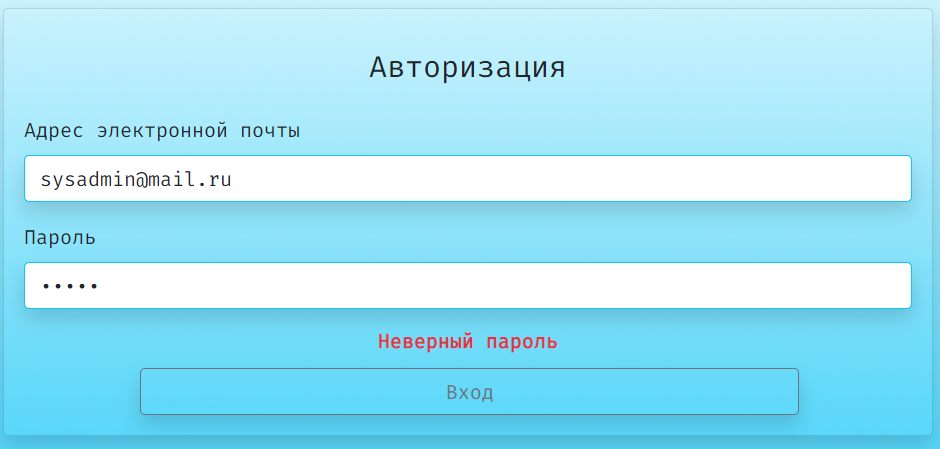 Авторизация
Адрес электронной почты
sysadmin@mail.ru
Пароль
•••••
Неверный пароль
Вход